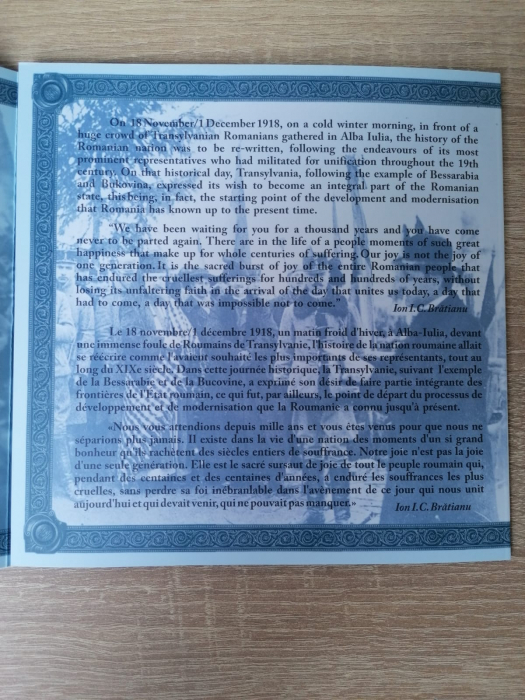 On 18 November/1 December 1918, on a cold winter morning, in front of a
huge crowd of Transylvanian Romanians gathered in Alba Iulia, the history of the
Romanian nation was to be re-written, following the endeavours of its most
prominent representatives who had militated for unification throughout the 19th
century. On that historical day, Transylvania, following the example of Bessarabia
and Bukovina, expressed its wish to become an integral part of the Romanian
state, this being, in fact, the starting point of the development and modernisation
that Romania has known up to the present time.
"We have been waiting for you for a thousand years and you have come
never to be parted again. There are in the life of a people moments of such great
happiness that make up for whole centuries of suffering. Our joy is not the joy of
one generation. It is the sacred burst of joy of the entire Romanian people that
has endured the cruellest sufferings for hundreds and hundreds of years, without
losing its unfaltering faith in the arrival of the day that unites us today, a day that
had to come, a day that was impossible not to come."
Ion I.C. Brătianu
Le 18 novembre/1 décembre 1918, un matin froid d'hiver, à Alba-Iulia, devant
une immense foule de Roumains de Transylvanie, l'histoire de la nation roumaine allait
se réécrire comme l'avaient souhaité les plus importants de ses représentants, tout au
long du XIXe siècle. Dans cette journée historique, la Transylvanie, suivant l'exemple
de la Bessarabie et de la Bucovine, a exprimé son désir de faire partie intégrante des
frontières de l'État roumain, ce qui fut, par ailleurs, le point de départ du processus de
développement et de modernisation que la Roumanie a connu jusqu'à présent.
«Nous vous attendions depuis mille ans et vous êtes venus pour que nous ne
séparions plus jamais. Il existe dans la vie d'une nation des moments d'un si grand
bonheur qu'ils rachètent des siècles entiers de souffrance. Notre joie n'est pas la joie
d'une seule génération. Elle est le sacré sursaut de joie de tout le peuple roumain qui,
pendant des centaines et des centaines d'années, a enduré les souffrances les plus
cruelles, sans perdre sa foi inébranlable dans l'avènement de ce jour qui nous unit
aujourd'hui et qui devait venir, qui ne pouvait pas manquer.»
Ion I.C. Brătianu